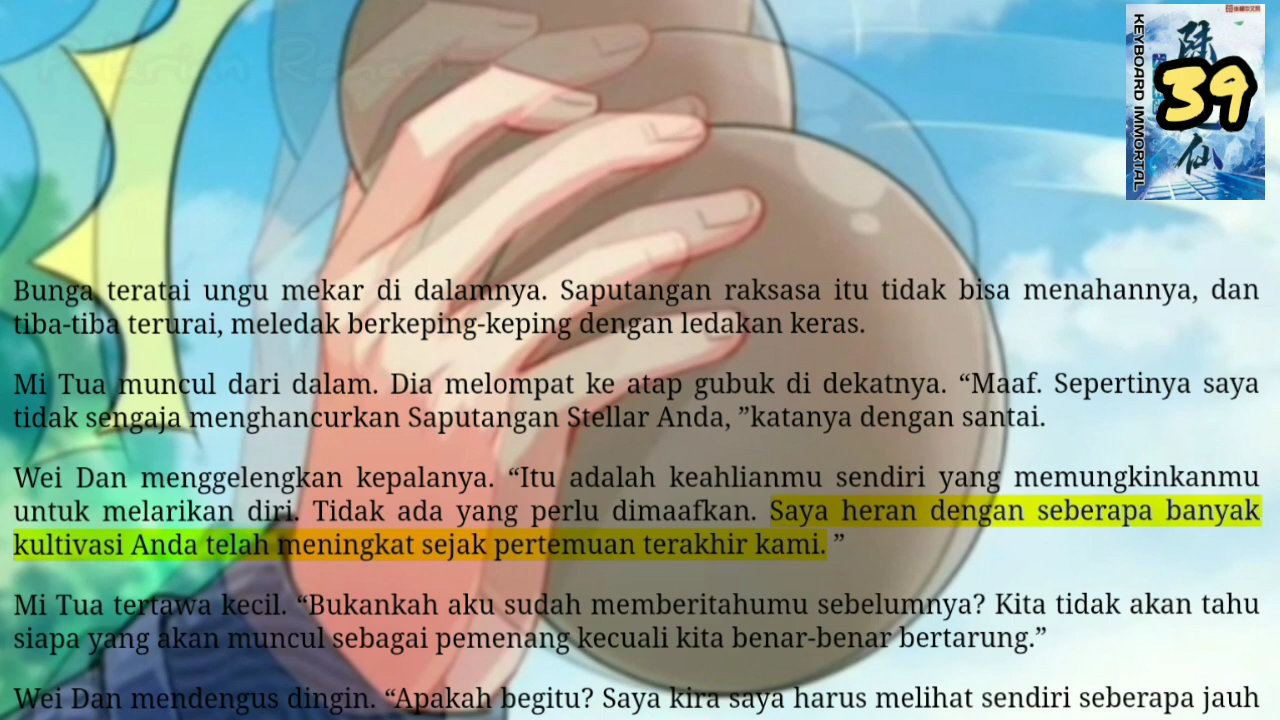 KEYBOARD IMMORTAL
39
仙
Bunga teratai ungu mekar di dalamnya. Saputangan raksasa itu tidak bisa menahannya, dan
tiba-tiba terurai, meledak berkeping-keping dengan ledakan keras.
Mi Tua muncul dari dalam. Dia melompat ke atap gubuk di dekatnya. “Maaf. Sepertinya saya
tidak sengaja menghancurkan Saputangan Stellar Anda, ”katanya dengan santai.
Wei Dan menggelengkan kepalanya. “Itu adalah keahlianmu sendiri yang memungkinkanmu
untuk melarikan diri. Tidak ada yang perlu dimaafkan. Saya heran dengan seberapa banyak
kultivasi Anda telah meningkat sejak pertemuan terakhir kami. ”
Mi Tua tertawa kecil. “Bukankah aku sudah memberitahumu sebelumnya? Kita tidak akan tahu
siapa yang akan muncul sebagai pemenang kecuali kita benar-benar bertarung.”
Wei Dan mendengus dingin. “Apakah begitu? Saya kira saya harus melihat sendiri seberapa jauh